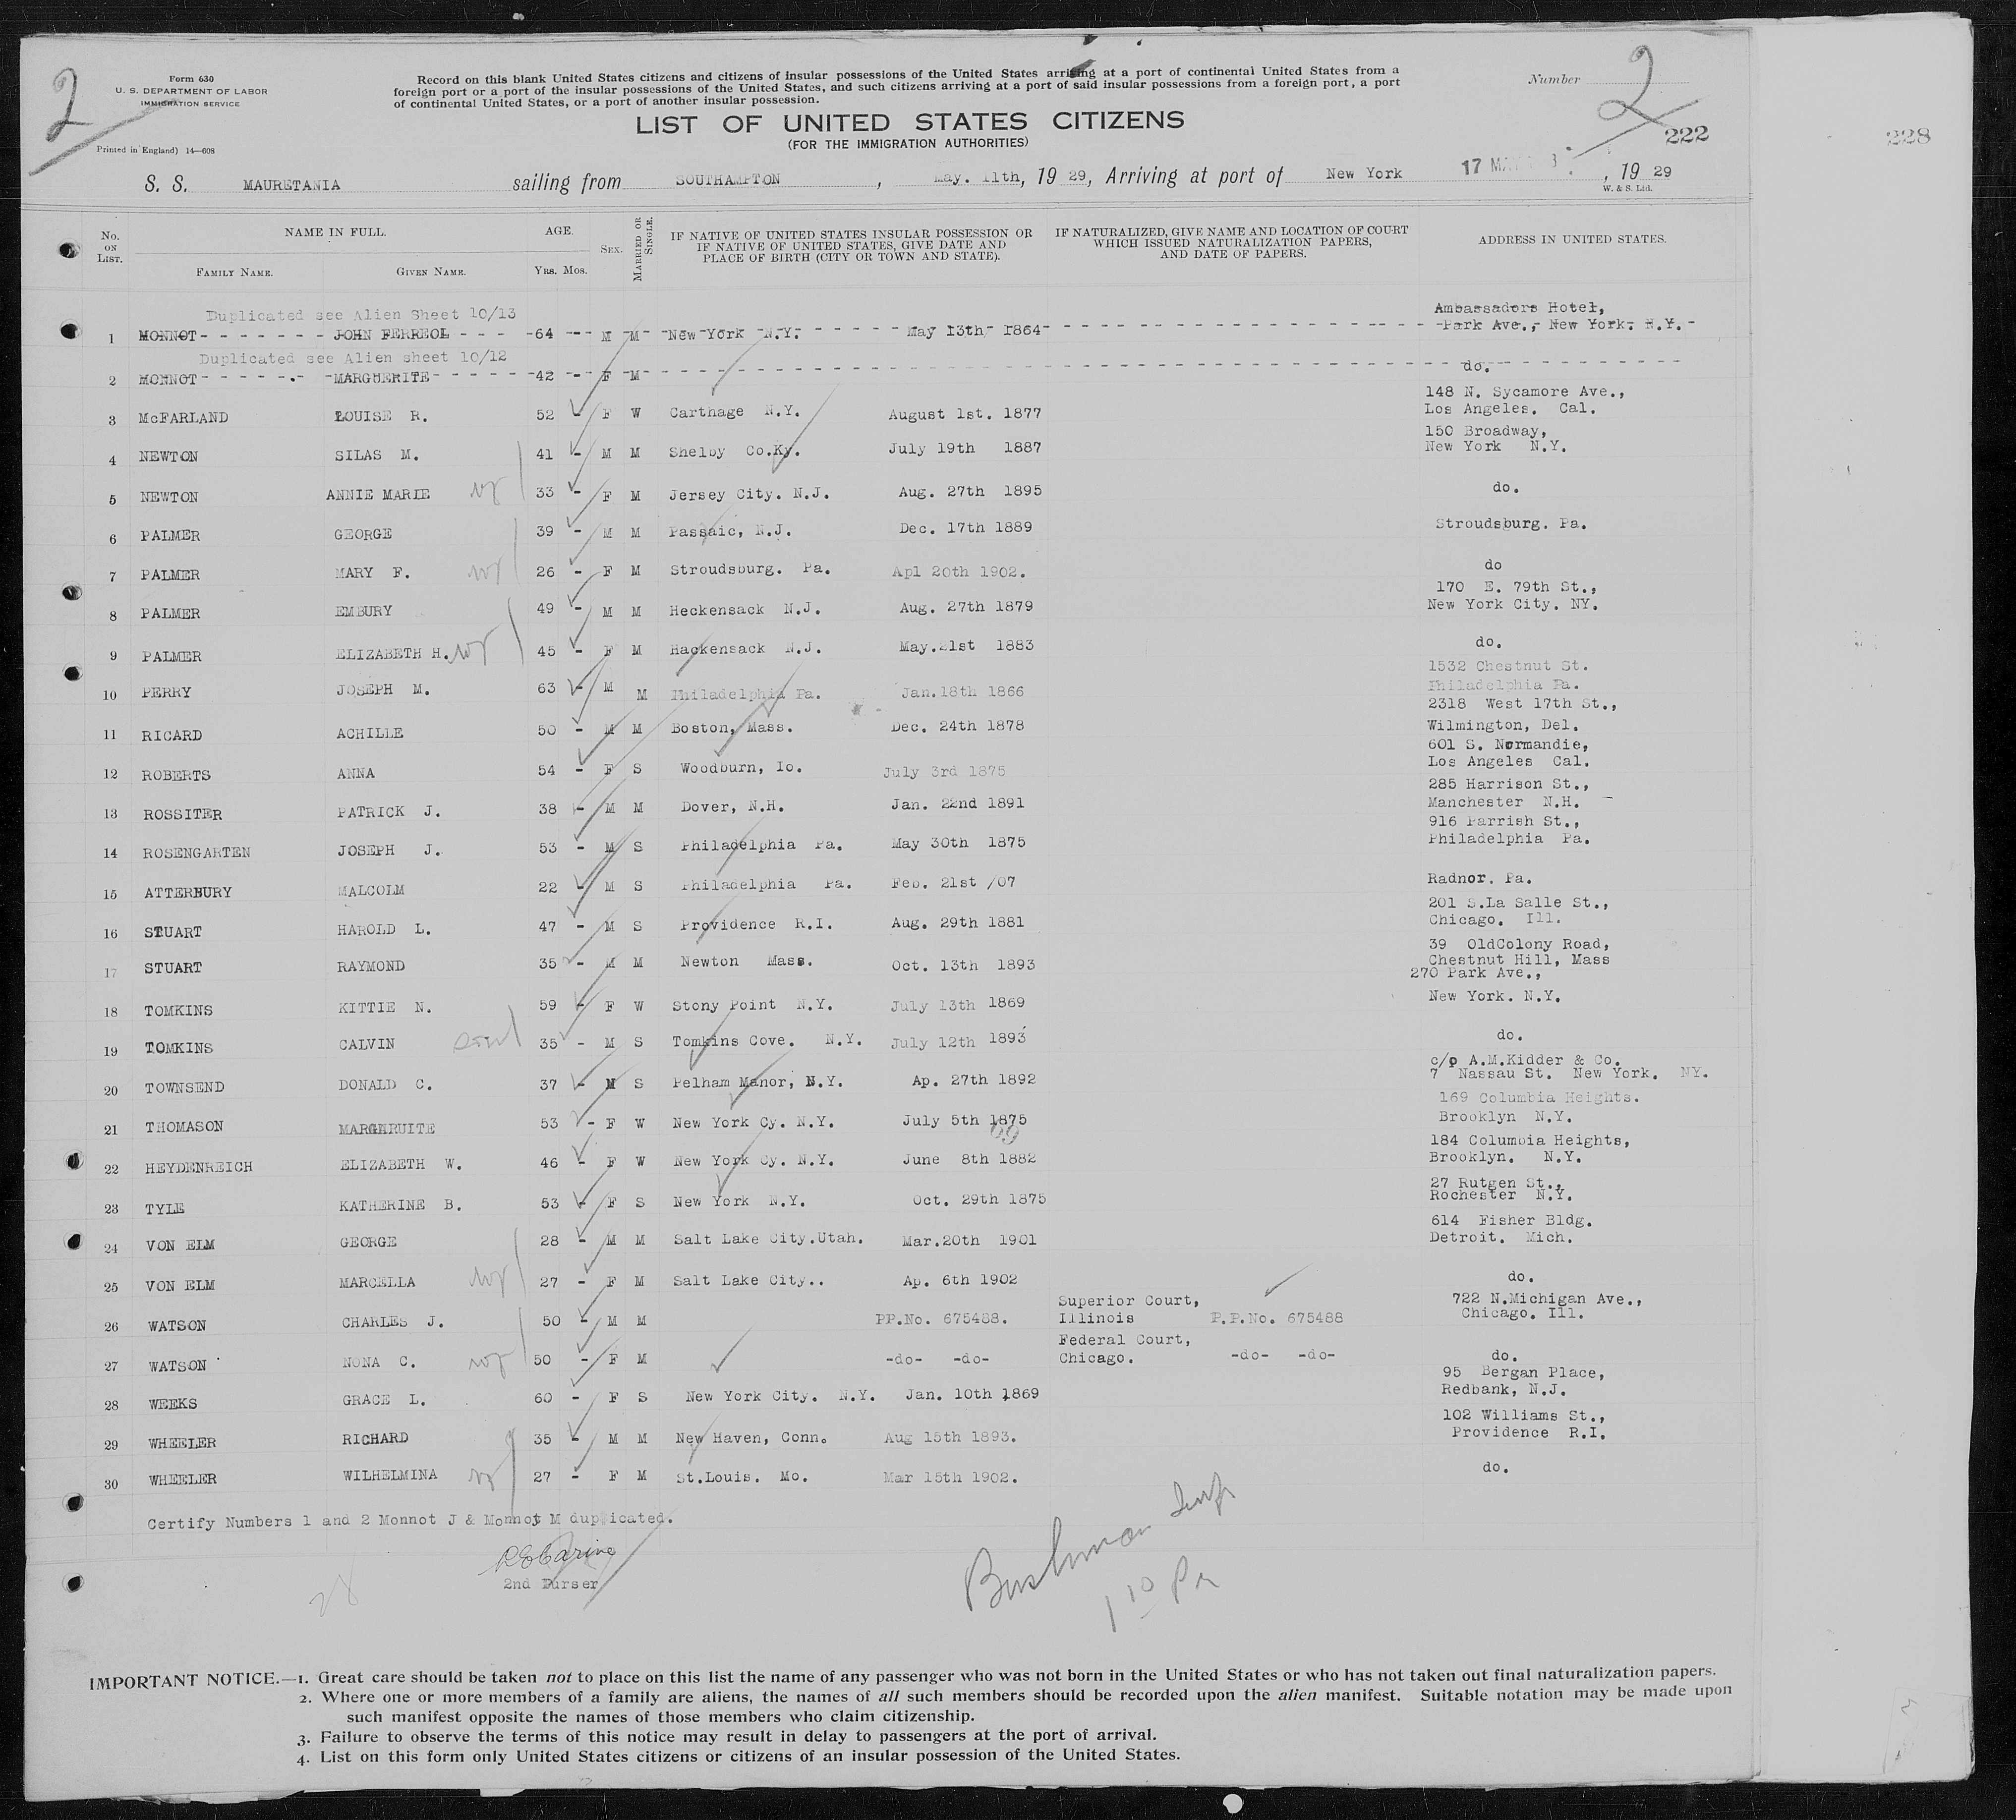 2
Form 630
U. S. DEPARTMENT OF LABOR
IMMIGRATION SERVICE
Printed in England) 14—608
Record on this blank United States citizens and citizens of insular possessions of the United States arriving at a port of continental United States from a
foreign port or a port of the insular possessions of the United States, and such citizens arriving at a port of said insular possessions from a foreign port, a port
of continental United States, or a port of another insular possession.
Number 2
222
228
LIST OF UNITED STATES CITIZENS
(FOR THE IMMIGRATION AUTHORITIES)
S. S. MAURETANIA sailing from SOUTHAMPTON, May. 11th, 19 29, Arriving at port of New York 17 MAY, 19 29
W. & S. Ltd.
No. ON LIST.
NAME IN FULL.
FAMILY NAME. GIVEN NAME.
AGE.
YRS. MOS.
SEX.
MARRIED OR SINGLE.
IF NATIVE OF UNITED STATES INSULAR POSSESSION OR
IF NATIVE OF UNITED STATES, GIVE DATE AND
PLACE OF BIRTH (CITY OR TOWN AND STATE).
IF NATURALIZED, GIVE NAME AND LOCATION OF COURT
WHICH ISSUED NATURALIZATION PAPERS,
AND DATE OF PAPERS.
ADDRESS IN UNITED STATES.
Duplicated see Alien Sheet 10/13
Ambassadors Hotel,
1 MONNOT JOHN FERREOL 64 - M M New York N.Y. May 13th 1864 Park Ave., New York. N.Y.
Duplicated see Alien sheet 10/12
2 MONNOT MARGUERITE 42 - F M do.
148 N. Sycamore Ave.,
3 McFARLAND LOUISE R. 52 - F W Carthage N.Y. August 1st. 1877 Los Angeles. Cal.
150 Broadway,
4 NEWTON SILAS M. 41 - M M Shelby Co.Ky. July 19th 1887 New York N.Y.
5 NEWTON ANNIE MARIE 33 - F M Jersey City. N.J. Aug. 27th 1895 do.
6 PALMER GEORGE 39 - M M Passaic, N.J. Dec. 17th 1889 Stroudsburg. Pa.
7 PALMER MARY F. 26 - F M Stroudsburg. Pa. Apl 20th 1902. do
170 E. 79th St.,
8 PALMER EMBURY 49 - M M Heckensack N.J. Aug. 27th 1879 New York City. NY.
9 PALMER ELIZABETH H. 45 - F M Hackensack N.J. May.21st 1883 do.
1532 Chestnut St.
10 PERRY JOSEPH M. 63 - M M Philadelphia Pa. Jan.18th 1866 Philadelphia Pa.
2318 West 17th St.,
11 RICARD ACHILLE 50 - M M Boston, Mass. Dec. 24th 1878 Wilmington, Del.
601 S. Normandie,
12 ROBERTS ANNA 54 - F S Woodburn, Io. July 3rd 1875 Los Angeles Cal.
285 Harrison St.,
13 ROSSITER PATRICK J. 38 - M M Dover, N.H. Jan. 22nd 1891 Manchester N.H.
916 Parrish St.,
14 ROSENGARTEN JOSEPH J. 53 - M S Philadelphia Pa. May 30th 1875 Philadelphia Pa.
15 ATTERBURY MALCOLM 22 - M S Philadelphia Pa. Feb. 21st /07 Radnor. Pa.
201 S.La Salle St.,
16 STUART HAROLD L. 47 - M S Providence R.I. Aug. 29th 1881 Chicago. Ill.
39 OldColony Road,
17 STUART RAYMOND 35 - M M Newton Mass. Oct. 13th 1893 Chestnut Hill, Mass
270 Park Ave.,
18 TOMKINS KITTIE N. 59 - F W Stony Point N.Y. July 13th 1869 New York. N.Y.
19 TOMKINS CALVIN 35 - M S Tomkins Cove. N.Y. July 12th 1893 do.
c/o A.M.Kidder & Co.
20 TOWNSEND DONALD C. 37 - M S Pelham Manor, N.Y. Ap. 27th 1892 7 Nassau St. New York. NY.
169 Columbia Heights.
21 THOMASON MARGRRUITE 53 - F W New York Cy. N.Y. July 5th 1875 Brooklyn N.Y.
69
184 Columbia Heights,
22 HEYDENREICH ELIZABETH W. 46 - F W New York Cy. N.Y. June 8th 1882 Brooklyn. N.Y.
27 Rutgen St.,
23 TYLE KATHERINE B. 53 - F S New York N.Y. Oct. 29th 1875 Rochester N.Y.
614 Fisher Bldg.
24 VON ELM GEORGE 28 - M M Salt Lake City.Utah. Mar.20th 1901 Detroit. Mich.
25 VON ELM MARCELLA 27 - F M Salt Lake City.. Ap. 6th 1902 do.
Superior Court, 722 N.Michigan Ave.,
26 WATSON CHARLES J. 50 - M M PP.No. 675488. Illinois P.P.No. 675488 Chicago. Ill.
Federal Court,
27 WATSON NONA C. 50 - F M -do- -do- Chicago. -do- -do- do.
95 Bergan Place,
28 WEEKS GRACE L. 60 - F S New York City. N.Y. Jan. 10th 1869 Redbank, N.J.
102 Williams St.,
29 WHEELER RICHARD 35 - M M New Haven, Conn. Aug 15th 1893. Providence R.I.
30 WHEELER WILHELMINA 27 - F M St.Louis. Mo. Mar 15th 1902. do.
Certify Numbers 1 and 2 Monnot J & Monnot M duplicated.
2nd Purser
28
Bushman Insp
1 10 Pm
IMPORTANT NOTICE.—1. Great care should be taken not to place on this list the name of any passenger who was not born in the United States or who has not taken out final naturalization papers.
2. Where one or more members of a family are aliens, the names of all such members should be recorded upon the alien manifest. Suitable notation may be made upon
such manifest opposite the names of those members who claim citizenship.
3. Failure to observe the terms of this notice may result in delay to passengers at the port of arrival.
4. List on this form only United States citizens or citizens of an insular possession of the United States.